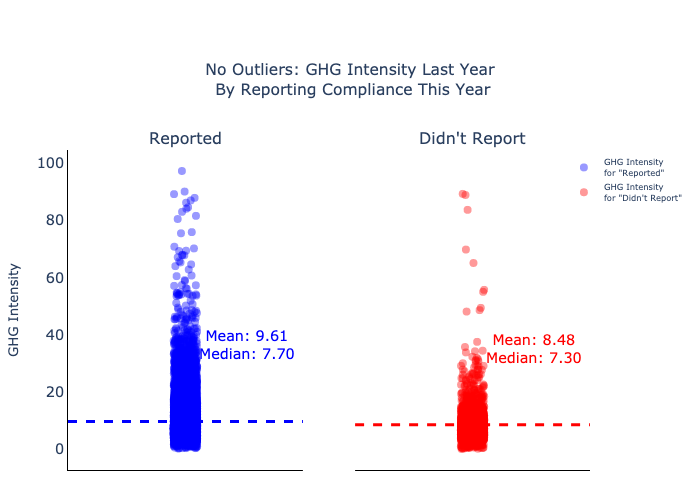 No Outliers: GHG Intensity Last Year
By Reporting Compliance This Year
Reported
Didn't Report
GHG Intensity
for "Reported"
GHG Intensity
for "Didn't Report"
100
80
60
40
20
0
GHG Intensity
Mean: 9.61
Median: 7.70
Mean: 8.48
Median: 7.30